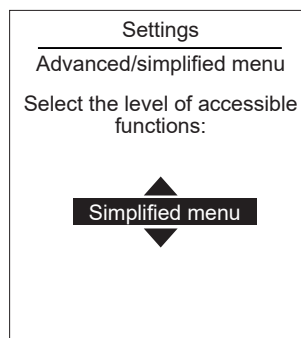 Settings
Advanced/simplified menu
Select the level of accessible
functions:
Simplified menu